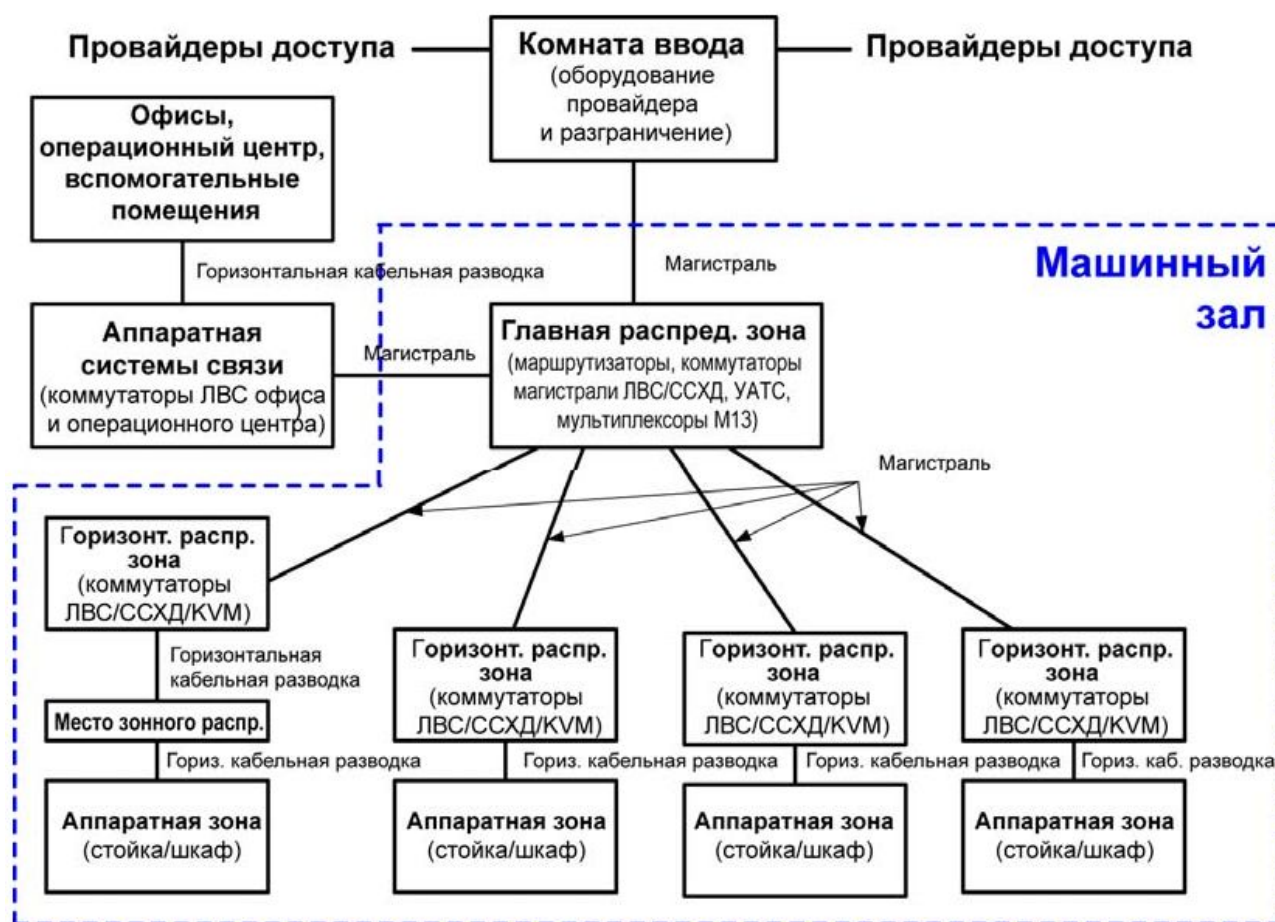 Провайдеры доступа
Комната ввода
(оборудование
провайдера
и разграничение)
Провайдеры доступа
Офисы,
операционный центр,
вспомогательные
помещения
Горизонтальная кабельная разводка
Магистраль
Машинный
зал
Аппаратная
системы связи
(коммутаторы ЛВС офиса
и операционного центра)
)
Магистраль
Главная распред. зона
(маршрутизаторы, коммутаторы
магистрали ЛВС/ССХД, УАТС,
мультиплексоры М13)
Магистраль
Горизонт. распр.
зона
(коммутаторы
ЛВС/ССХД/KVM)
Горизонтальная
кабельная разводка
Место зонного распр.
Гориз. кабельная разводка
Аппаратная зона
(стойка/шкаф)
Горизонт. распр.
зона
(коммутаторы
ЛВС/ССХД/KVM)
Гориз. кабельная разводка
Аппаратная зона
(стойка/шкаф)
Горизонт. распр.
зона
(коммутаторы
ЛВС/ССХД/KVM)
Гориз. кабельная разводка
Аппаратная зона
(стойка/шкаф)
Горизонт. распр.
зона
(коммутаторы
ЛВС/ССХД/KVM)
Гориз. каб. разводка
Аппаратная зона
(стойка/шкаф)